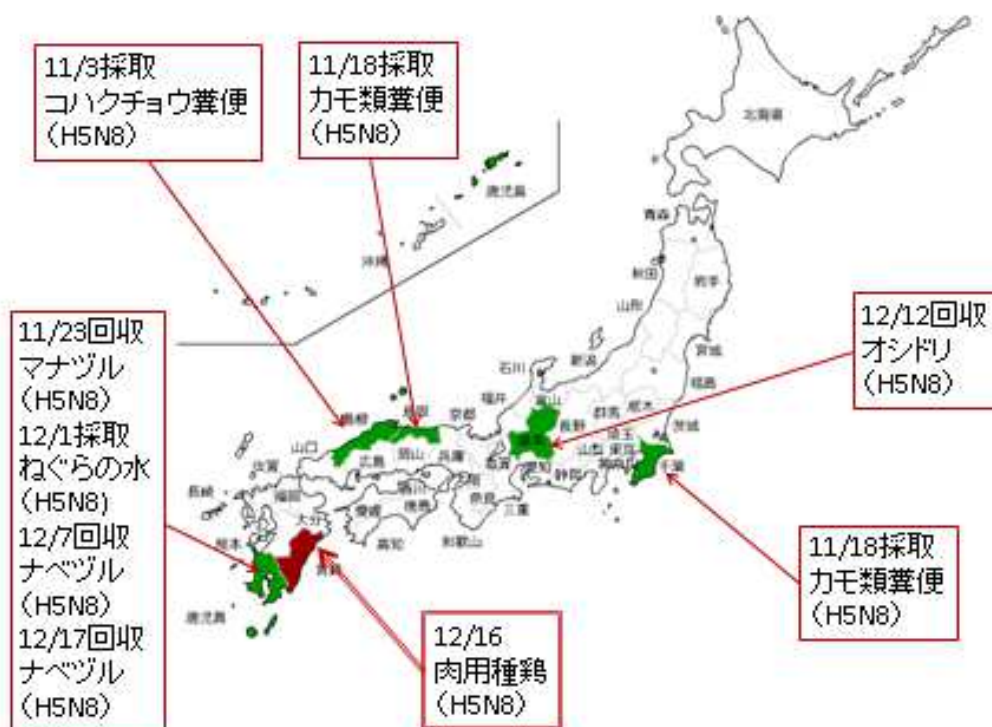 11/3採取
コハクチョウ糞便
(H5N8)
11/18採取
カモ類糞便
(H5N8)
11/23回収
マナヅル
(H5N8)
12/1採取
ねぐらの水
(H5N8)
12/7回収
ナベヅル
(H5N8)
12/17回収
ナベヅル
(H5N8)
12/16
肉用種鶏
(H5N8)
12/12回収
オシドリ
(H5N8)
11/18採取
カモ類糞便
(H5N8)
北海道
青森
秋田
岩手
山形
宮城
新潟
福島
石川
富山
福井
長野
群馬
栃木
茨城
埼玉
東京
山梨
千葉
静岡
愛知
三重
奈良
和歌山
京都
兵庫
鳥取
島根
岡山
広島
山口
香川
徳島
愛媛
高知
福岡
佐賀
長崎
大分
熊本
宮崎
鹿児島
鹿児島
沖縄